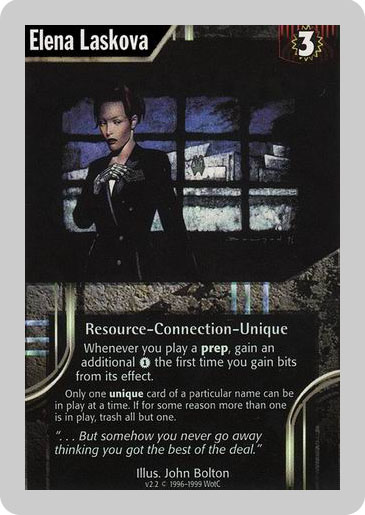 Elena Laskova
3
Resource-Connection-Unique
Whenever you play a prep, gain an
additional 1 the first time you gain bits
from its effect.
Only one unique card of a particular name can be
in play at a time. If for some reason more than one
is in play, trash all but one.
“. . . But somehow you never go away
thinking you got the best of the deal.”
Illus. John Bolton
v2.2 © 1996-1999 WotC